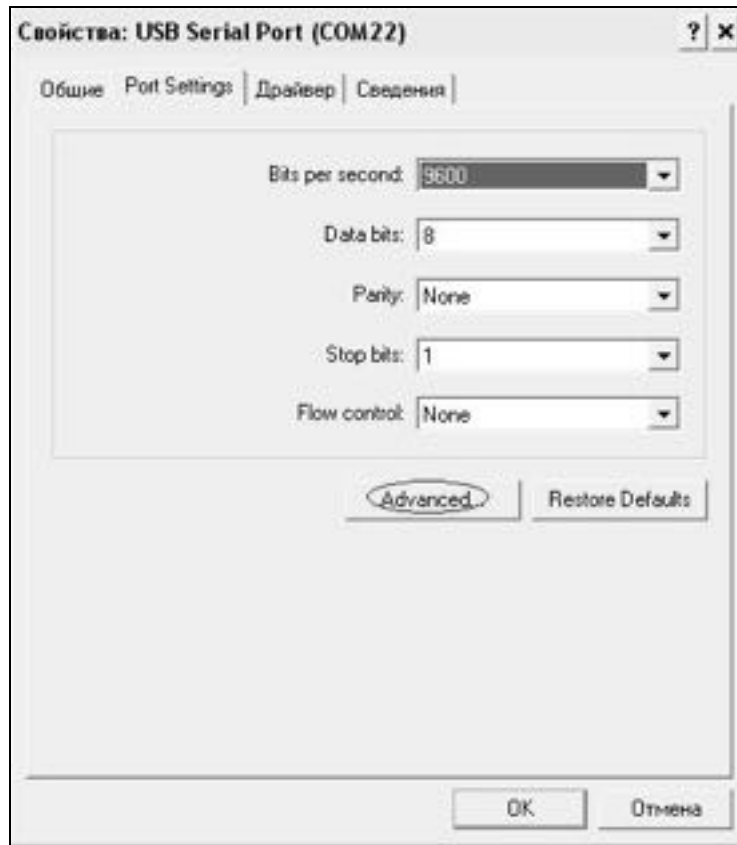 Свойства: USB Serial Port (COM22)
? ×
Общие Port Settings Драйвер Сведения
Bits per second: 9600
Data bits: 8
Parity: None
Stop bits: 1
Flow control: None
Advanced... Restore Defaults
OK Отмена